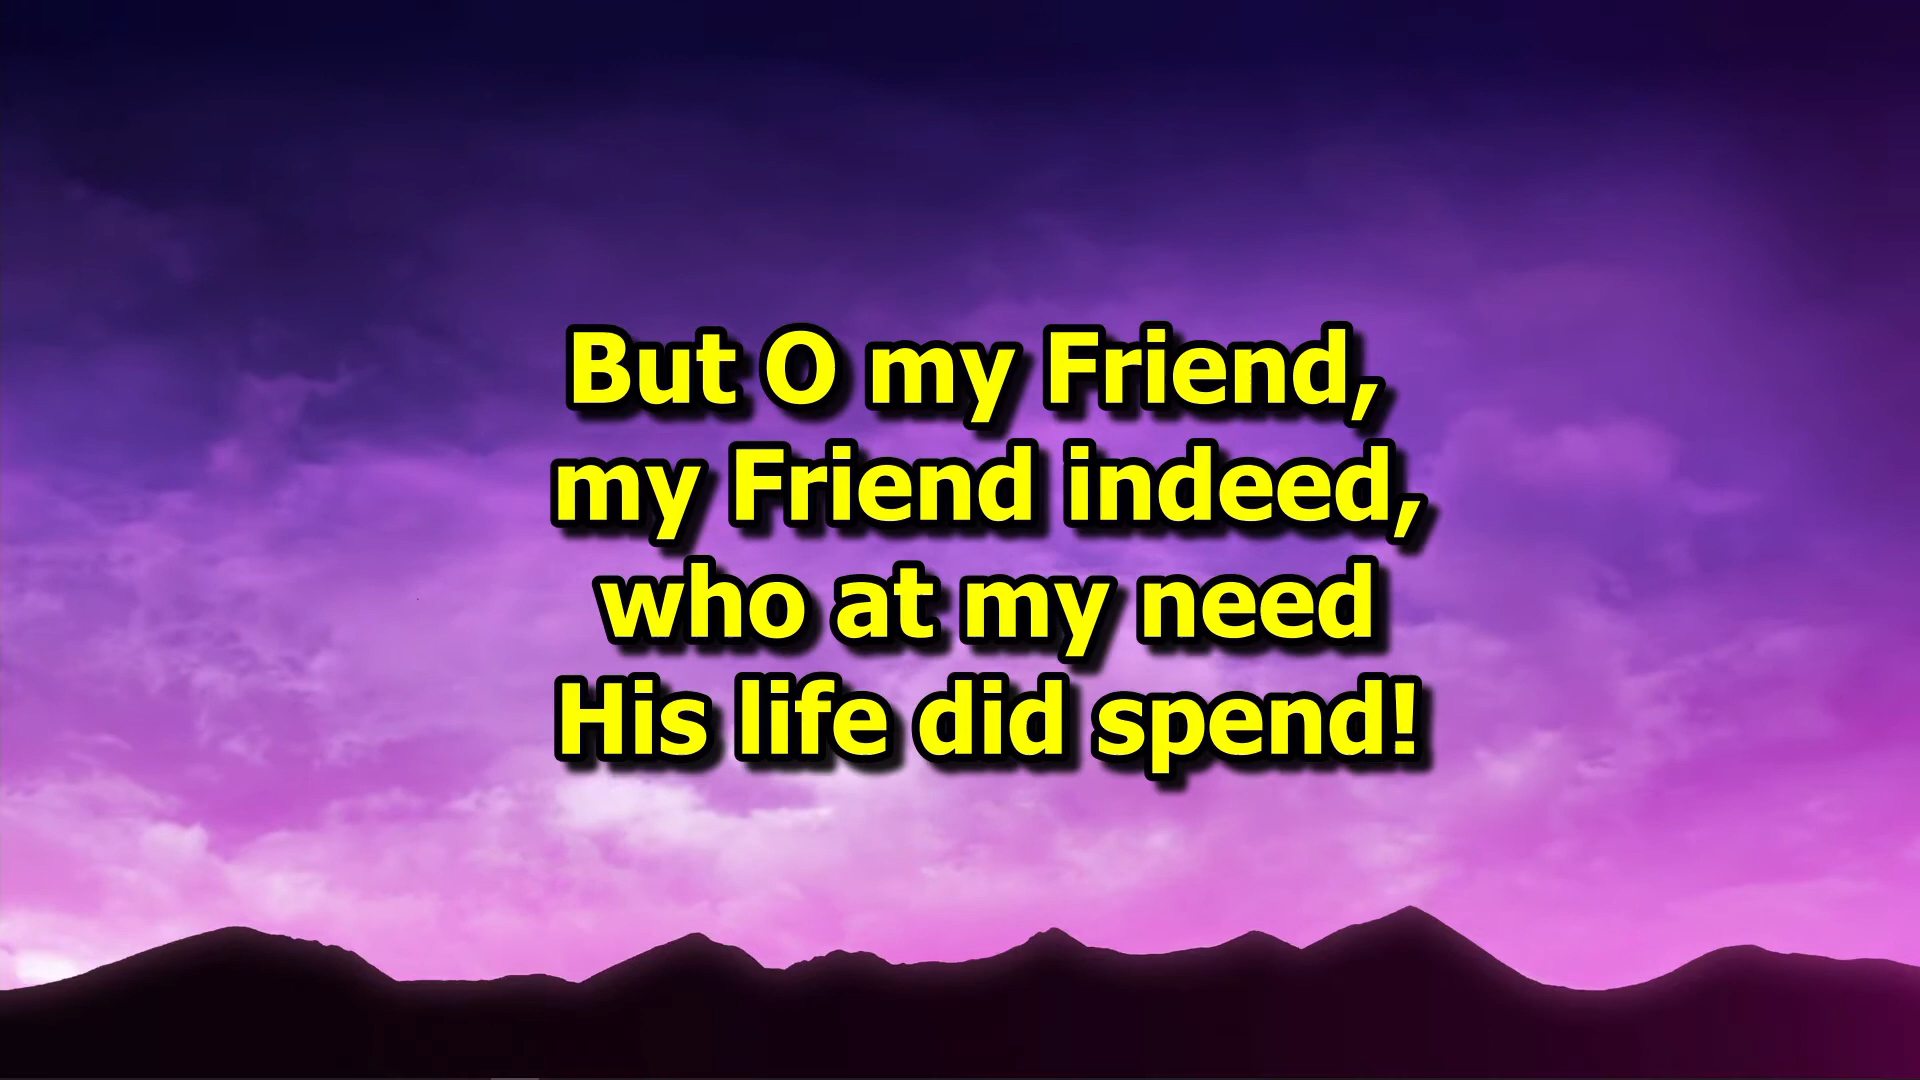 But O my Friend,
my Friend indeed,
who at my need
His life did spend!